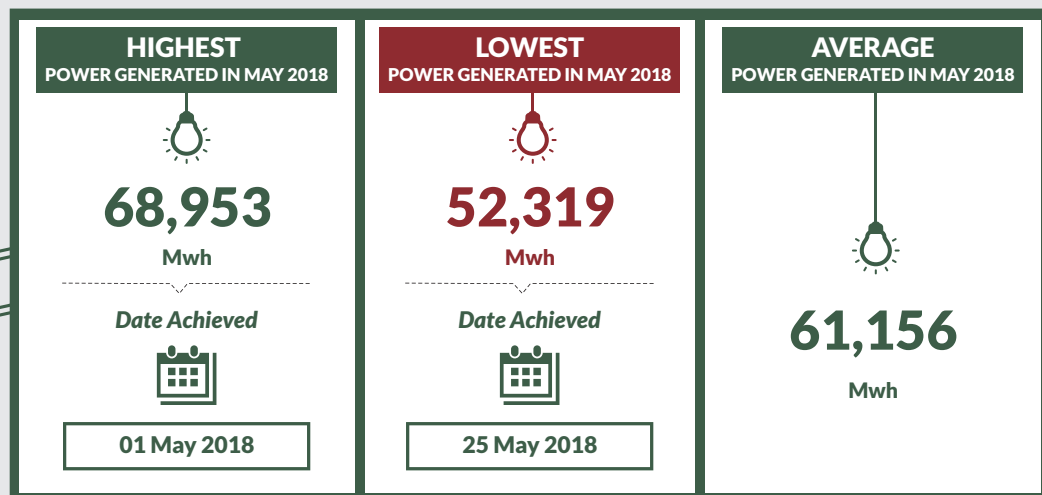 HIGHEST
POWER GENERATED IN MAY 2018
68,953
Mwh
Date Achieved
01 May 2018
LOWEST
POWER GENERATED IN MAY 2018
52,319
Mwh
Date Achieved
25 May 2018
AVERAGE
POWER GENERATED IN MAY 2018
61,156
Mwh